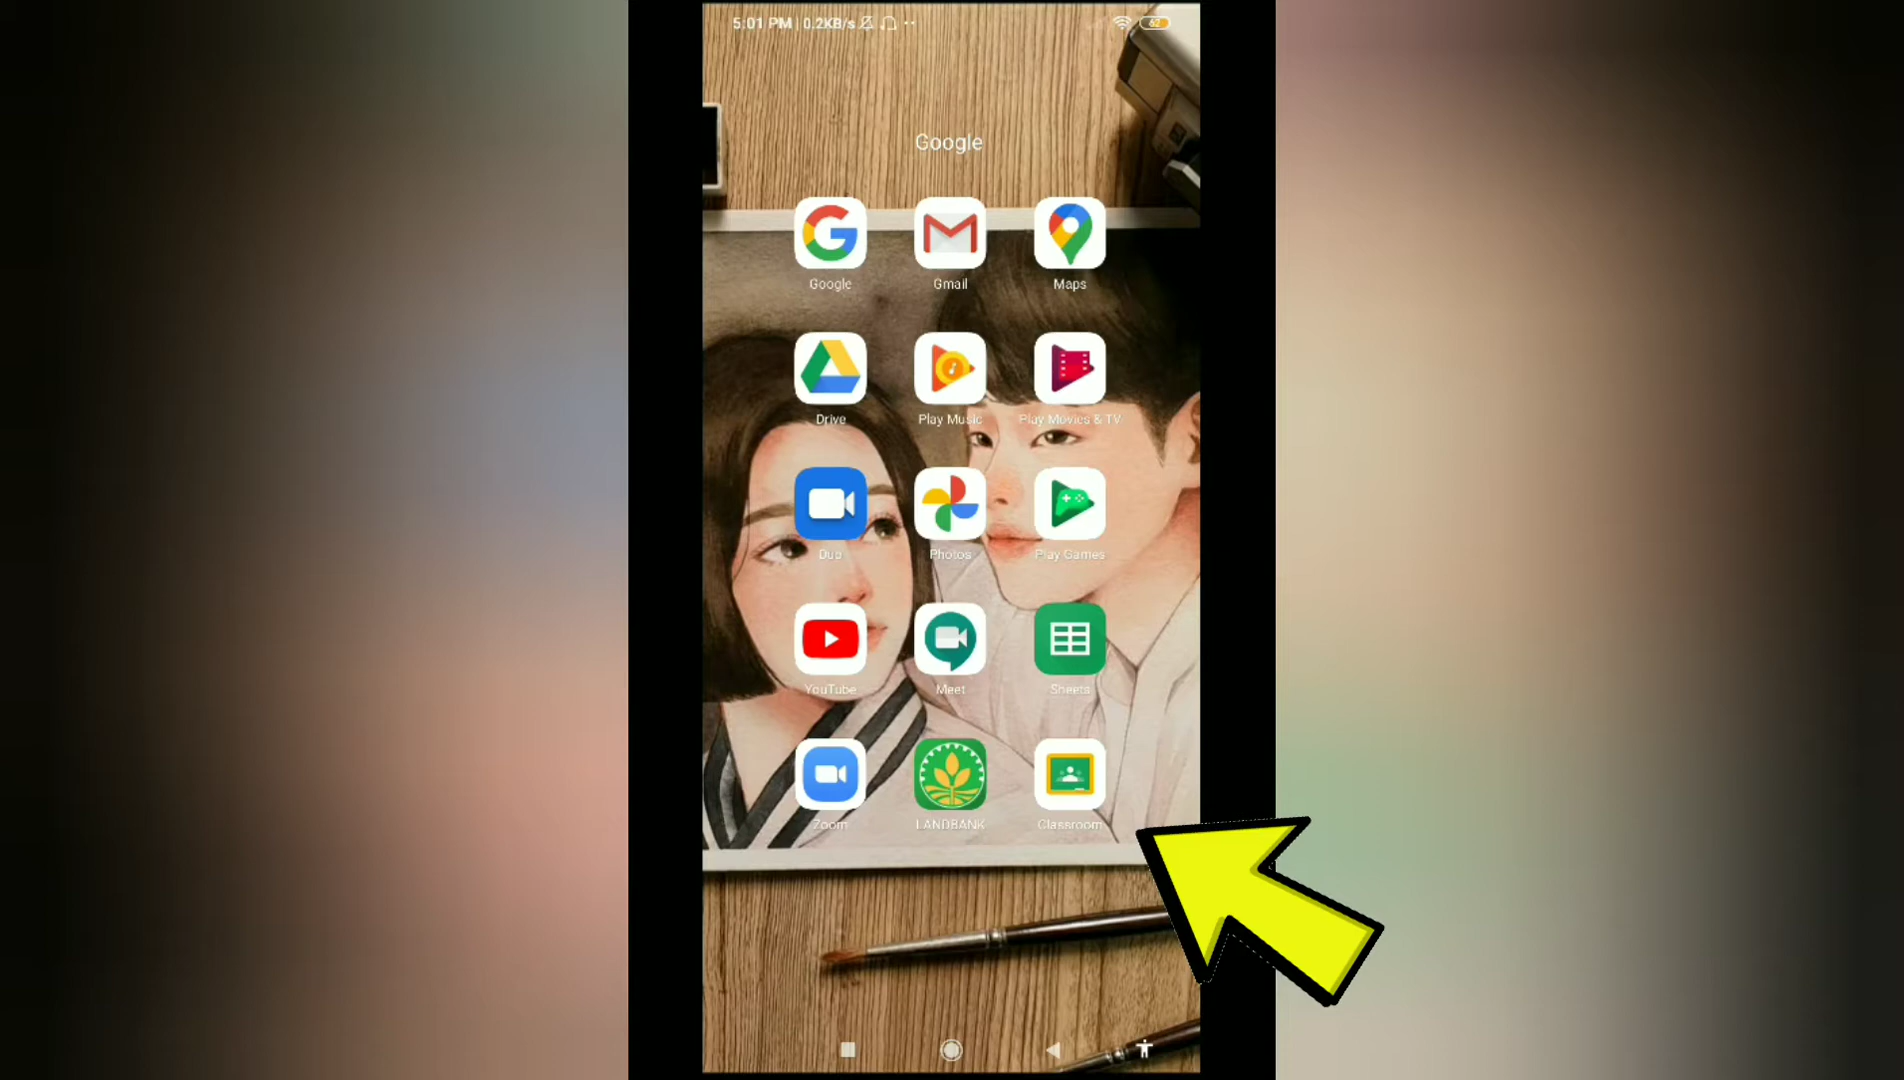 5:01 PM | 0.2KB/s
62
Google
Google Gmail Maps
Drive Play Music Play Movies & TV
Duo Photos Play Games
YouTube Meet Sheets
Zoom LANDBANK Classroom